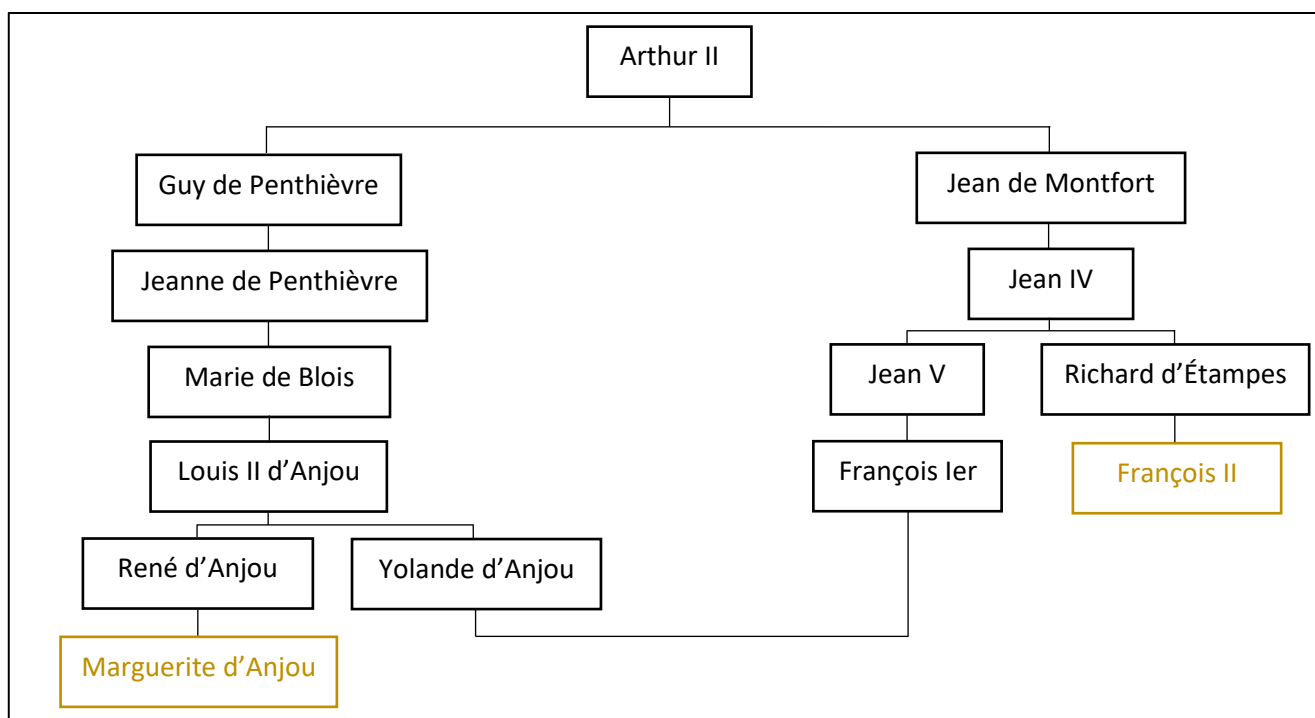 Arthur II
Guy de Penthièvre
Jean de Montfort
Jeanne de Penthièvre
Jean IV
Marie de Blois
Jean V
Richard d’Étampes
Louis II d’Anjou
François Ier
François II
René d’Anjou
Yolande d’Anjou
Marguerite d’Anjou